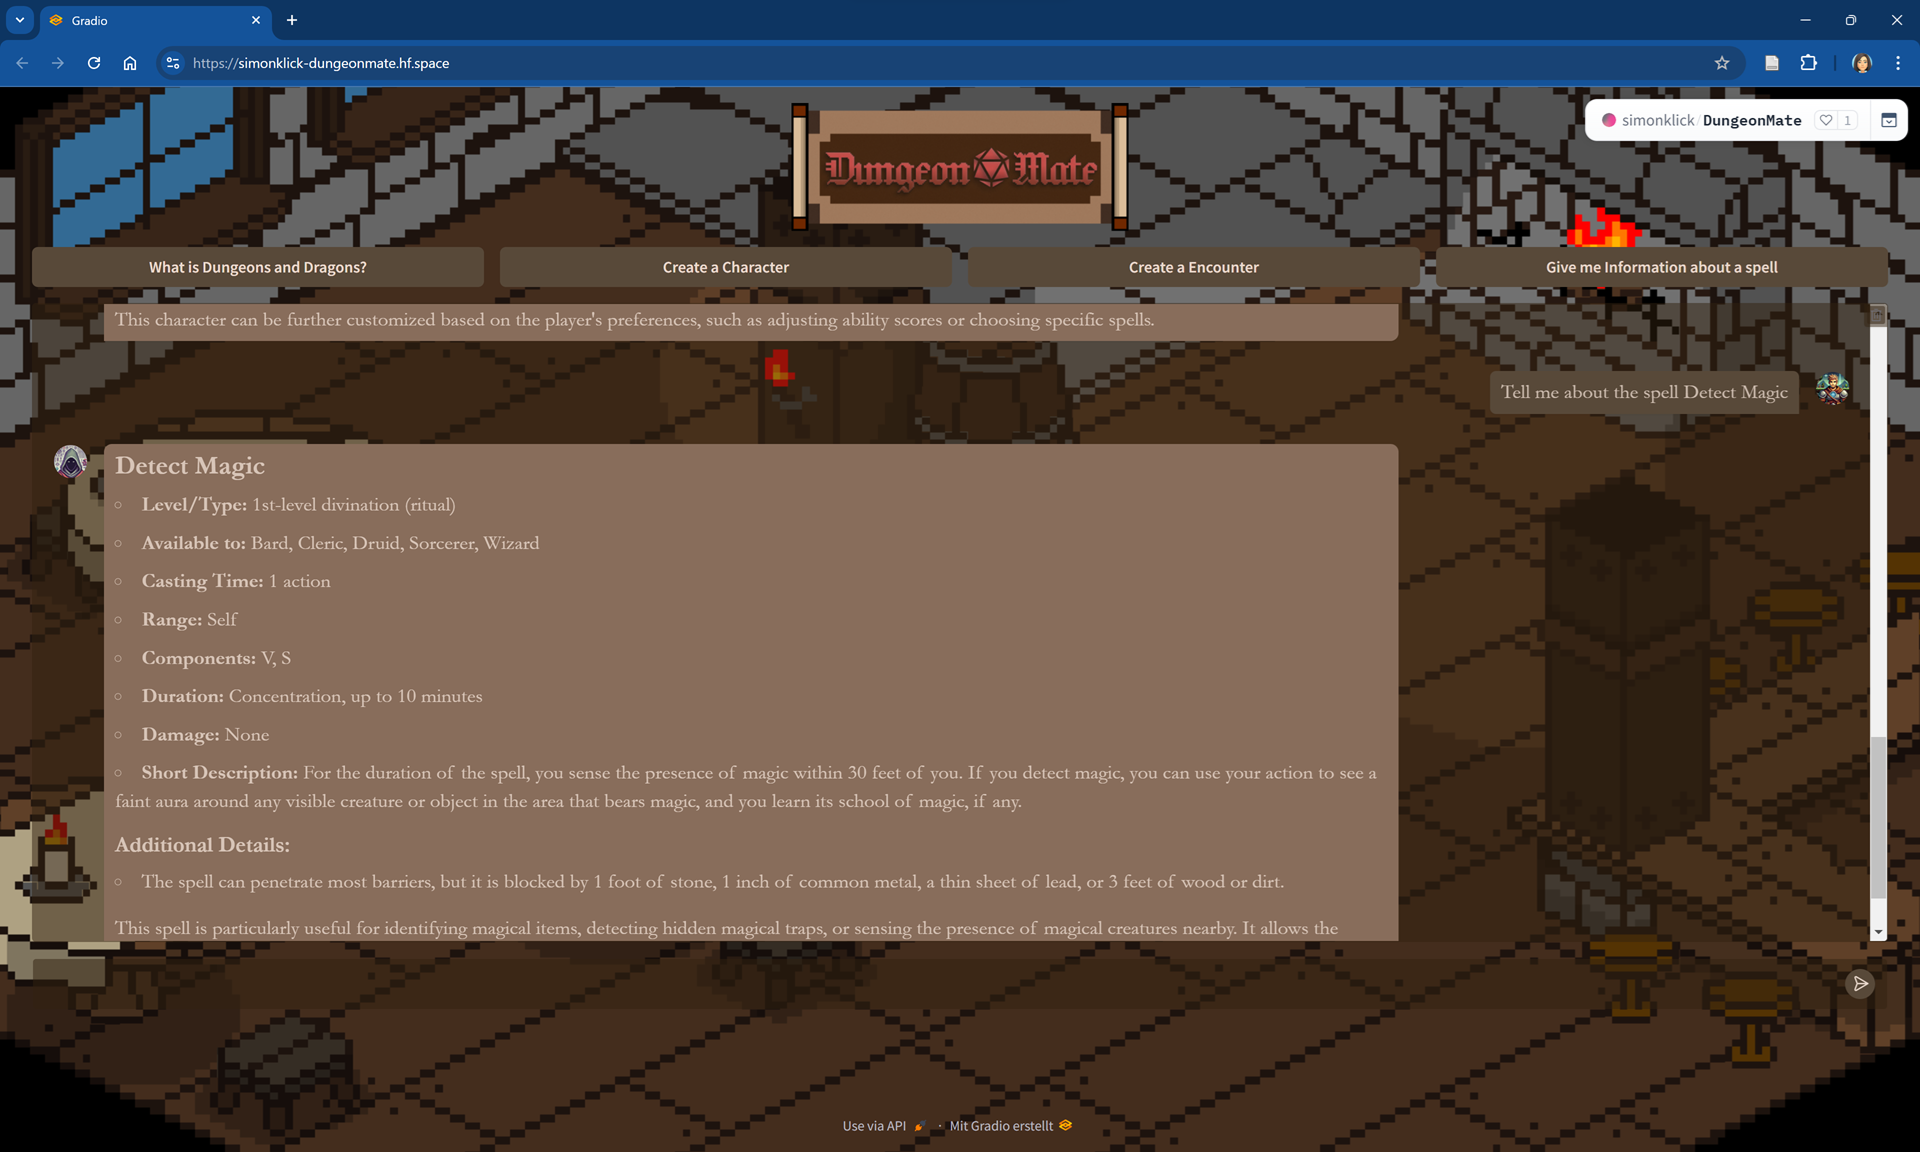 Gradio
https://simonklick-dungeonmate.hf.space
Dungeon Mate
simonklick/DungeonMate 1
What is Dungeons and Dragons? Create a Character Create a Encounter Give me Information about a spell
This character can be further customized based on the player's preferences, such as adjusting ability scores or choosing specific spells.
Tell me about the spell Detect Magic
Detect Magic
Level/Type: 1st-level divination (ritual)
Available to: Bard, Cleric, Druid, Sorcerer, Wizard
Casting Time: 1 action
Range: Self
Components: V, S
Duration: Concentration, up to 10 minutes
Damage: None
Short Description: For the duration of the spell, you sense the presence of magic within 30 feet of you. If you detect magic, you can use your action to see a
faint aura around any visible creature or object in the area that bears magic, and you learn its school of magic, if any.
Additional Details:
The spell can penetrate most barriers, but it is blocked by 1 foot of stone, 1 inch of common metal, a thin sheet of lead, or 3 feet of wood or dirt.
This spell is particularly useful for identifying magical items, detecting hidden magical traps, or sensing the presence of magical creatures nearby. It allows the
Use via API · Mit Gradio erstellt